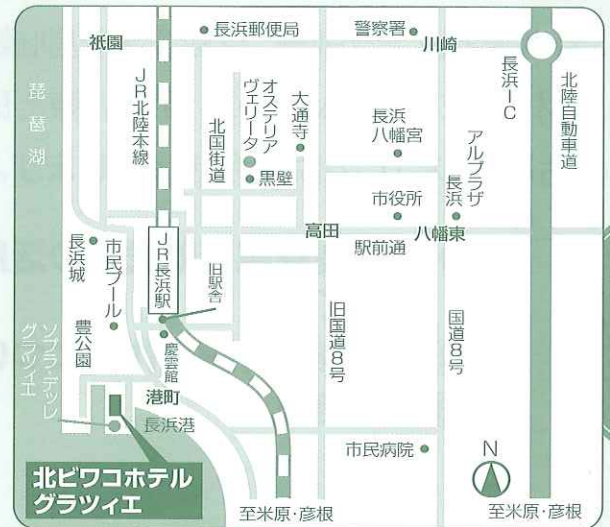 祇園
長浜郵便局
警察署
川崎
琵琶湖
JR北陸本線
北国街道
オステリア
ヴェリータ
黒壁
大通寺
長浜
八幡宮
アルプラザ
長浜
長浜IC
北陸自動車道
市役所
高田
八幡東
駅前通
長浜城
市民プール
JR長浜駅
旧駅舎
豊公園
慶雲館
ソプラ・デッレ
グラツィエ
港町
長浜港
旧国道8号
国道8号
市民病院
N
北ビワコホテル
グラツィエ
至米原・彦根
至米原・彦根